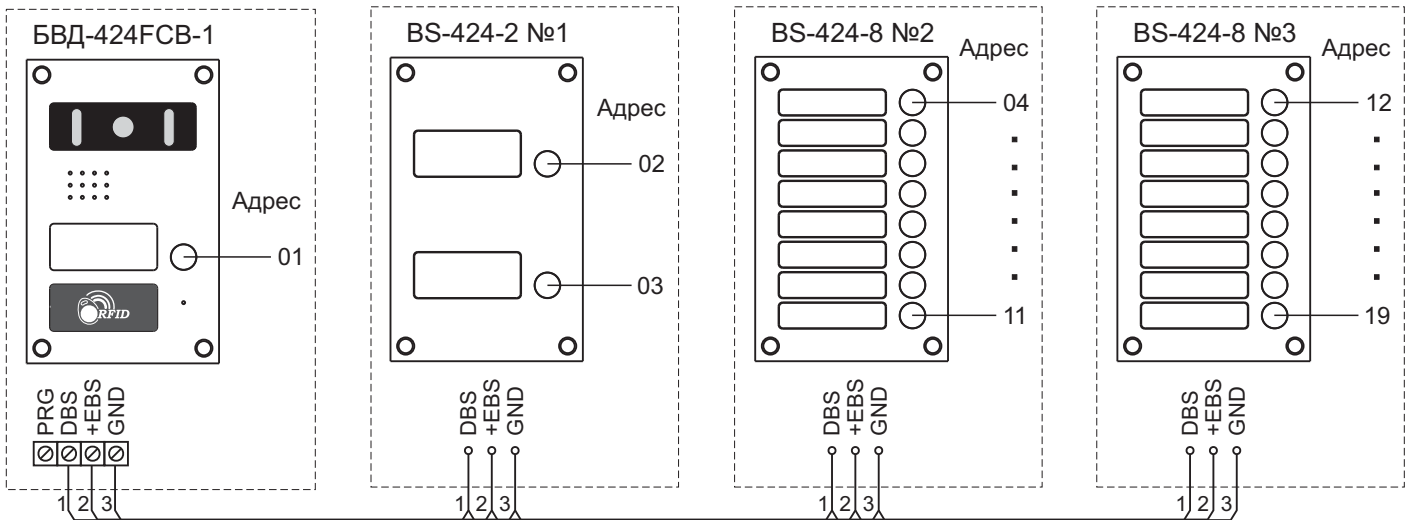 БВД-424FCB-1
Адрес
01
RFID
PRG
DBS
+EBS
GND
1 2 3
BS-424-2 №1
Адрес
02
03
DBS
+EBS
GND
1 2 3
BS-424-8 №2
Адрес
04
11
DBS
+EBS
GND
1 2 3
BS-424-8 №3
Адрес
12
19
DBS
+EBS
GND
1 2 3